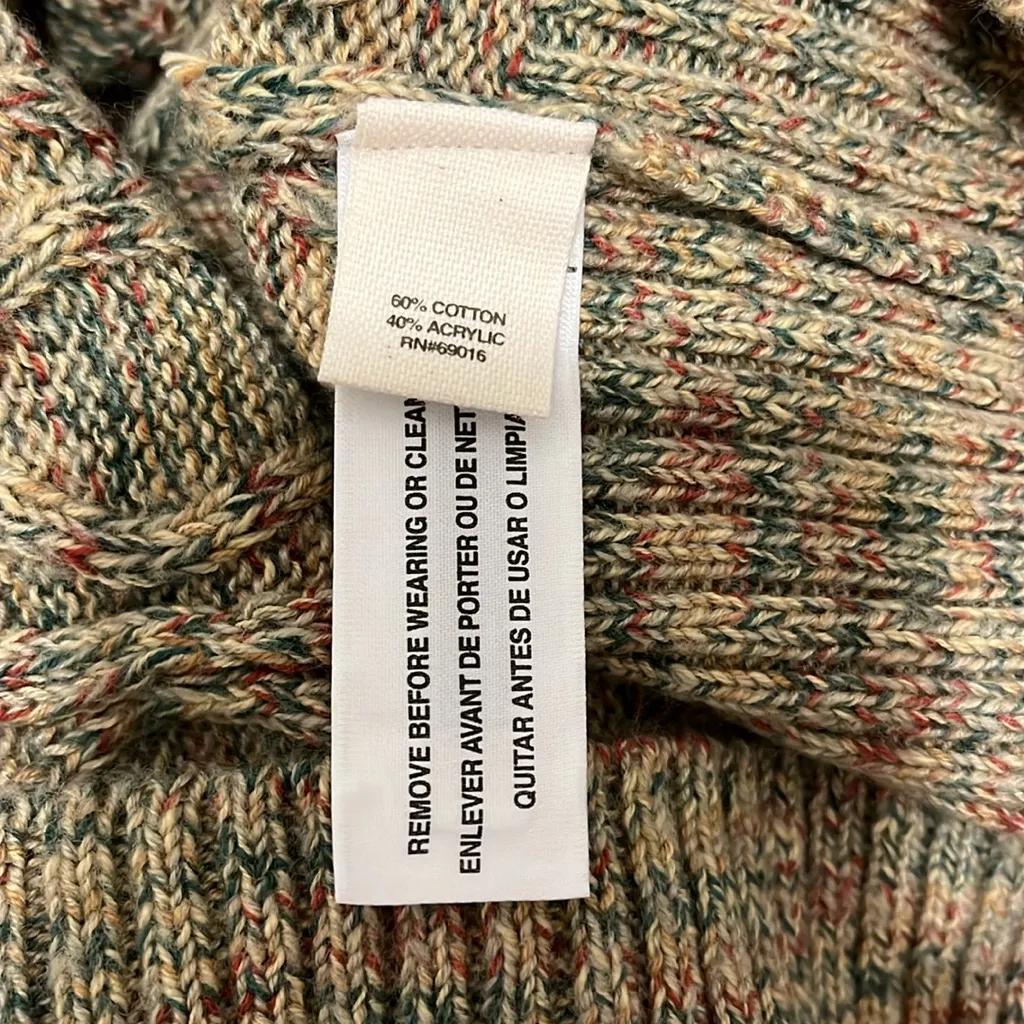 60% COTTON
40% ACRYLIC
RN#69016
REMOVE BEFORE WEARING OR
ENLEVER AVANT DE PORTER OU DE
QUITAR ANTES DE USAR O